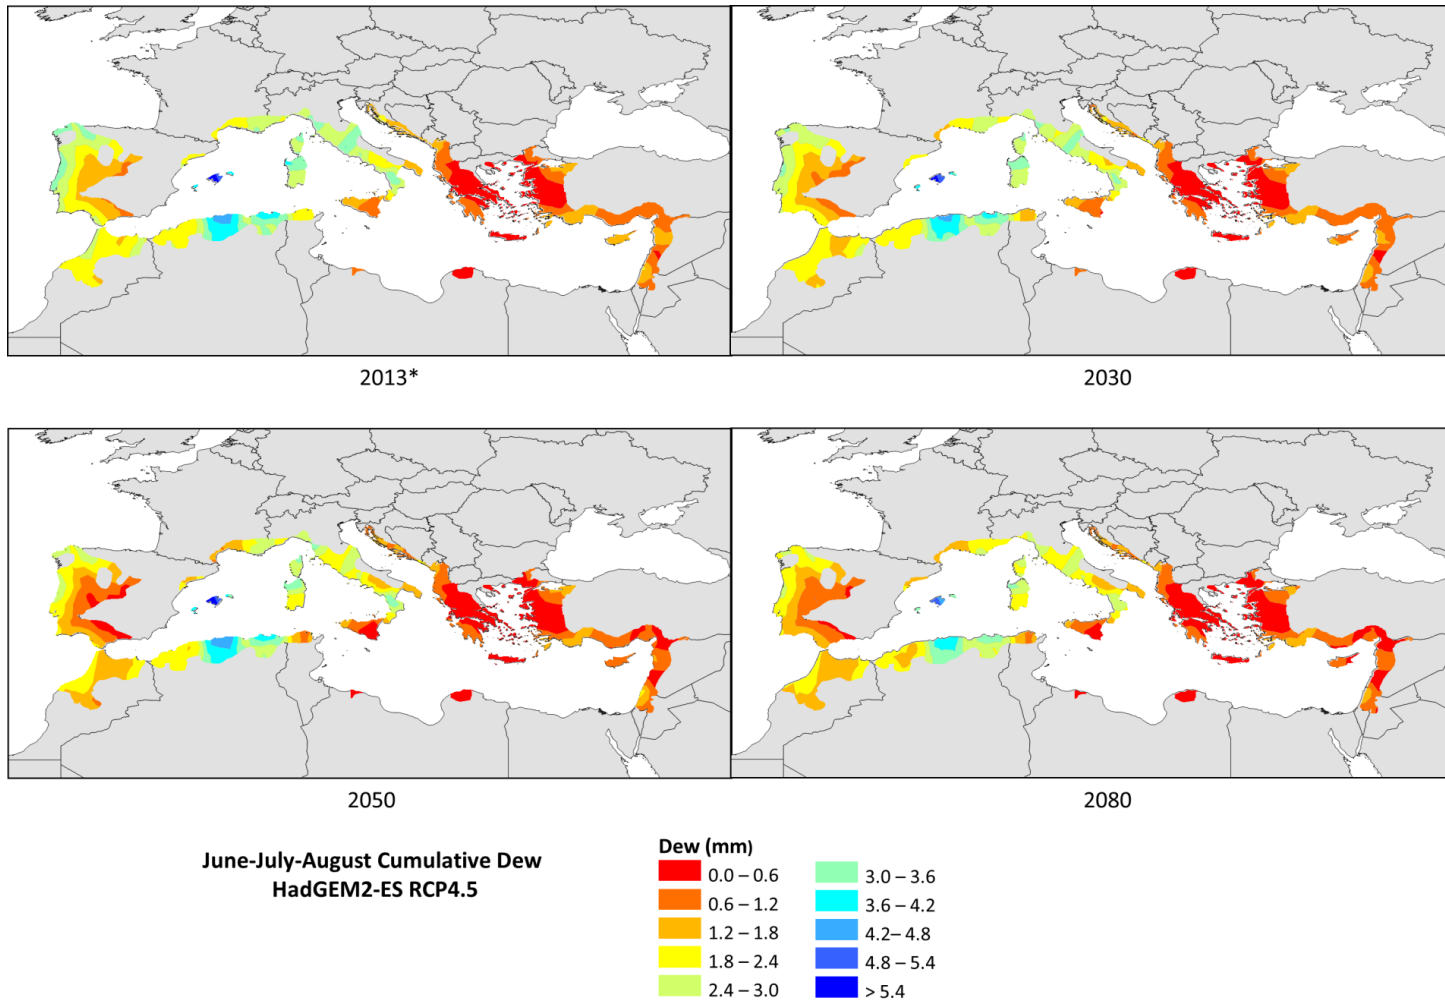 2013*
2030
2050
2080
June-July-August Cumulative Dew
HadGEM2-ES RCP4.5
Dew (mm)
0.0 – 0.6
0.6 – 1.2
1.2 – 1.8
1.8 – 2.4
2.4 – 3.0
3.0 – 3.6
3.6 – 4.2
4.2– 4.8
4.8 – 5.4
> 5.4